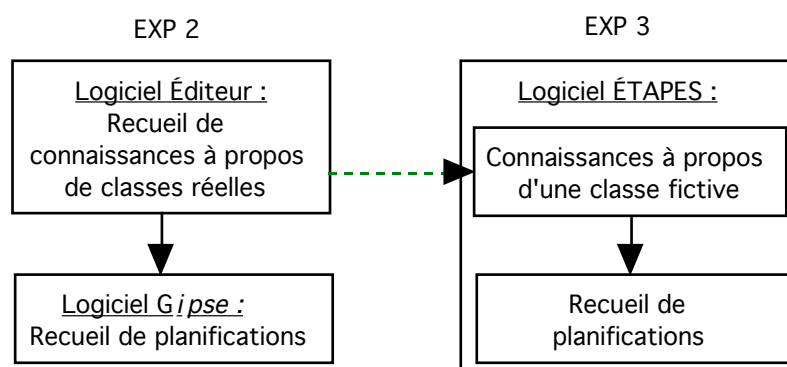 EXP 2
Logiciel Éditeur :
Recueil de
connaissances à propos
de classes réelles
Logiciel Gipse :
Recueil de planifications
EXP 3
Logiciel ÉTAPES :
Connaissances à propos
d'une classe fictive
Recueil de
planifications